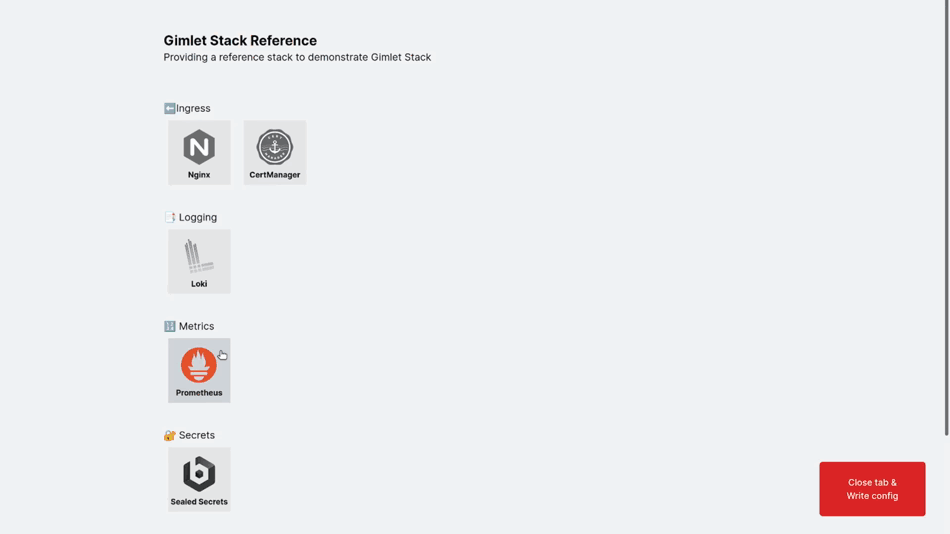 Gimlet Stack Reference
Providing a reference stack to demonstrate Gimlet Stack
Ingress
Nginx
CertManager
Logging
Loki
Metrics
Prometheus
Secrets
Sealed Secrets
Close tab &
Write config